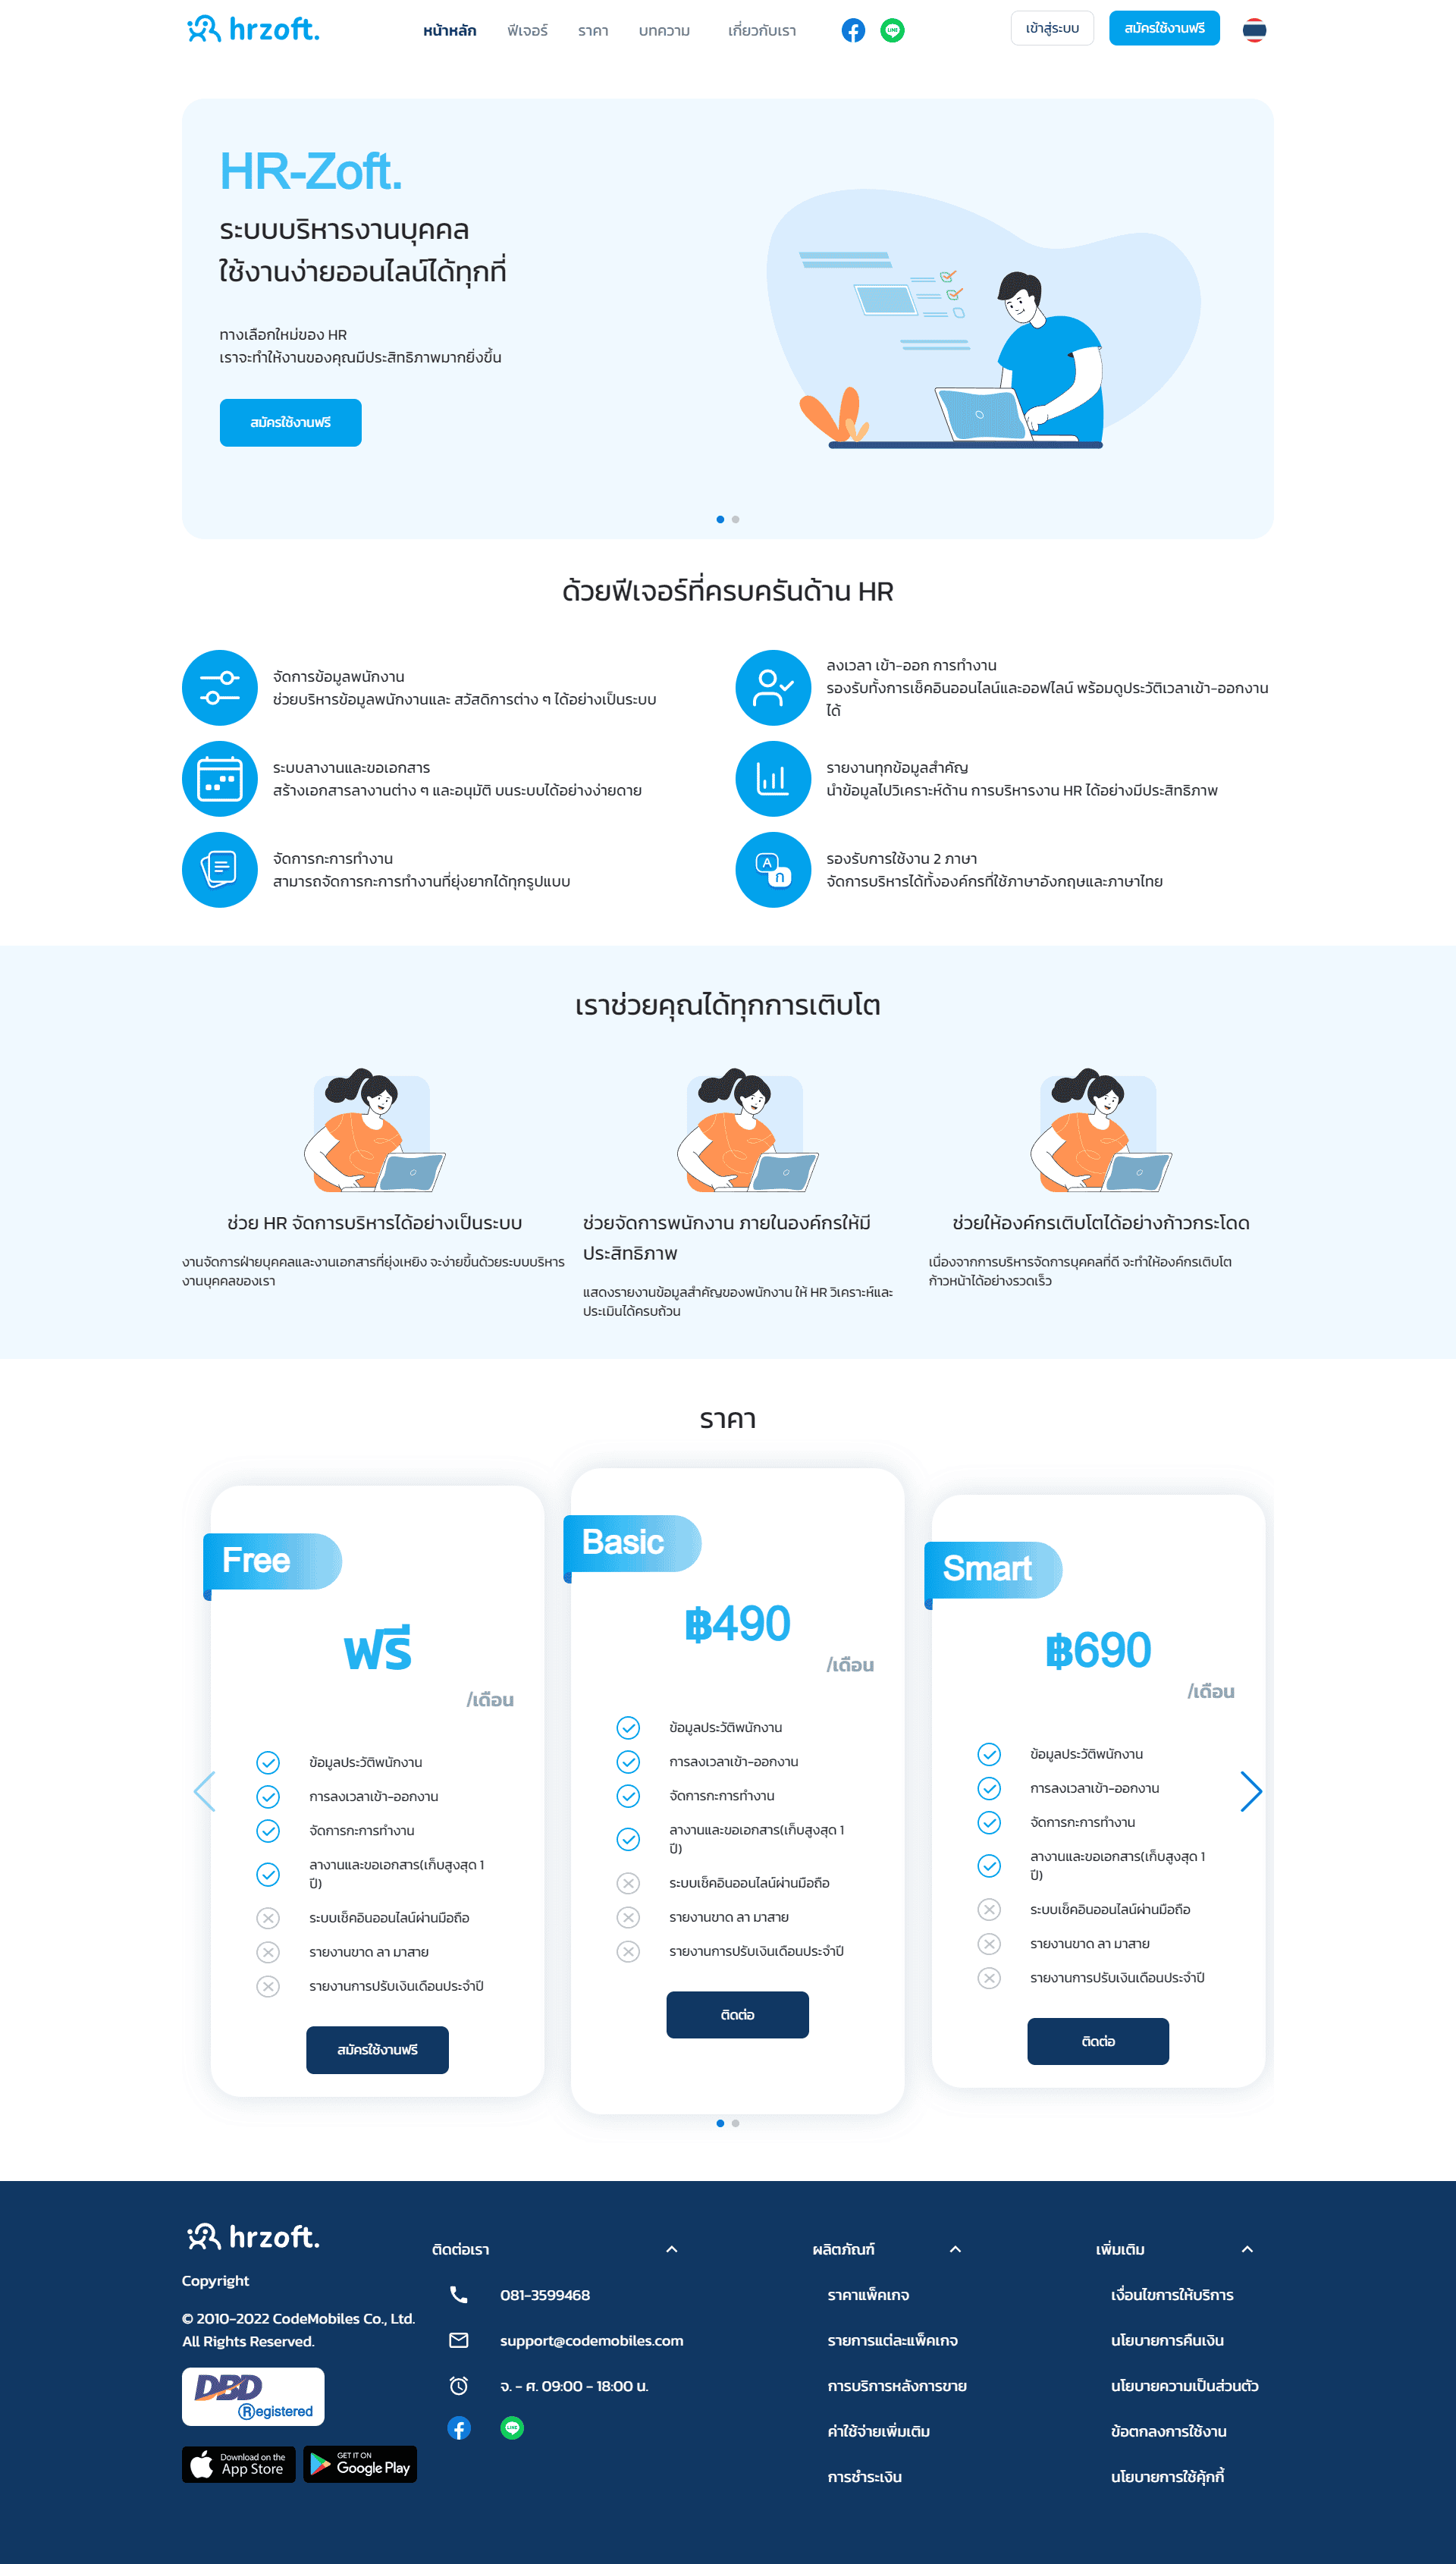 hrzoft.
หน้าหลัก
ฟีเจอร์
ราคา
บทความ
เกี่ยวกับเรา
เข้าสู่ระบบ
สมัครใช้งานฟรี
HR-Zoft.
ระบบบริหารงานบุคคล
ใช้งานง่ายออนไลน์ได้ทุกที่
ทางเลือกใหม่ของ HR
เราจะทำให้งานของคุณมีประสิทธิภาพมากยิ่งขึ้น
สมัครใช้งานฟรี
ด้วยฟีเจอร์ที่ครบครันด้าน HR
จัดการข้อมูลพนักงาน
ช่วยบริหารข้อมูลพนักงานและ สวัสดิการต่าง ๆ ได้อย่างเป็นระบบ
ลงเวลา เข้า-ออก การทำงาน
รองรับทั้งการเช็คอินออนไลน์และออฟไลน์ พร้อมดูประวัติเวลาเข้า-ออกงาน
ได้
ระบบลางานและขอเอกสาร
สร้างเอกสารลางานต่าง ๆ และอนุมัติ บนระบบได้อย่างง่ายดาย
รายงานทุกข้อมูลสำคัญ
นำข้อมูลไปวิเคราะห์ด้าน การบริหารงาน HR ได้อย่างมีประสิทธิภาพ
จัดการกะการทำงาน
สามารถจัดการกะการทำงานที่ยุ่งยากได้ทุกรูปแบบ
A
ก
รองรับการใช้งาน 2 ภาษา
จัดการบริหารได้ทั้งองค์กรที่ใช้ภาษาอังกฤษและภาษาไทย
เราช่วยคุณได้ทุกการเติบโต
ช่วย HR จัดการบริหารได้อย่างเป็นระบบ
งานจัดการฝ่ายบุคคลและงานเอกสารที่ยุ่งเหยิง จะง่ายขึ้นด้วยระบบบริหาร
งานบุคคลของเรา
ช่วยจัดการพนักงาน ภายในองค์กรให้มี
ประสิทธิภาพ
แสดงรายงานข้อมูลสำคัญของพนักงาน ให้ HR วิเคราะห์และ
ประเมินได้ครบถ้วน
ช่วยให้องค์กรเติบโตได้อย่างก้าวกระโดด
เนื่องจากการบริหารจัดการบุคคลที่ดี จะทำให้องค์กรเติบโต
ก้าวหน้าได้อย่างรวดเร็ว
ราคา
Free
ฟรี
/เดือน
ข้อมูลประวัติพนักงาน
การลงเวลาเข้า-ออกงาน
จัดการกะการทำงาน
ลางานและขอเอกสาร(เก็บสูงสุด 1
ปี)
ระบบเช็คอินออนไลน์ผ่านมือถือ
รายงานขาด ลา มาสาย
รายงานการปรับเงินเดือนประจำปี
สมัครใช้งานฟรี
Basic
฿490
/เดือน
ข้อมูลประวัติพนักงาน
การลงเวลาเข้า-ออกงาน
จัดการกะการทำงาน
ลางานและขอเอกสาร(เก็บสูงสุด 1
ปี)
ระบบเช็คอินออนไลน์ผ่านมือถือ
รายงานขาด ลา มาสาย
รายงานการปรับเงินเดือนประจำปี
ติดต่อ
Smart
฿690
/เดือน
ข้อมูลประวัติพนักงาน
การลงเวลาเข้า-ออกงาน
จัดการกะการทำงาน
ลางานและขอเอกสาร(เก็บสูงสุด 1
ปี)
ระบบเช็คอินออนไลน์ผ่านมือถือ
รายงานขาด ลา มาสาย
รายงานการปรับเงินเดือนประจำปี
ติดต่อ
hrzoft.
Copyright
© 2010-2022 CodeMobiles Co., Ltd.
All Rights Reserved.
DBD
Registered
Download on the
App Store
GET IT ON
Google Play
ติดต่อเรา
081-3599468
support@codemobiles.com
จ. - ศ. 09:00 - 18:00 น.
ผลิตภัณฑ์
ราคาแพ็คเกจ
รายการแต่ละแพ็คเกจ
การบริการหลังการขาย
ค่าใช้จ่ายเพิ่มเติม
การชำระเงิน
เพิ่มเติม
เงื่อนไขการให้บริการ
นโยบายการคืนเงิน
นโยบายความเป็นส่วนตัว
ข้อตกลงการใช้งาน
นโยบายการใช้คุ้กกี้